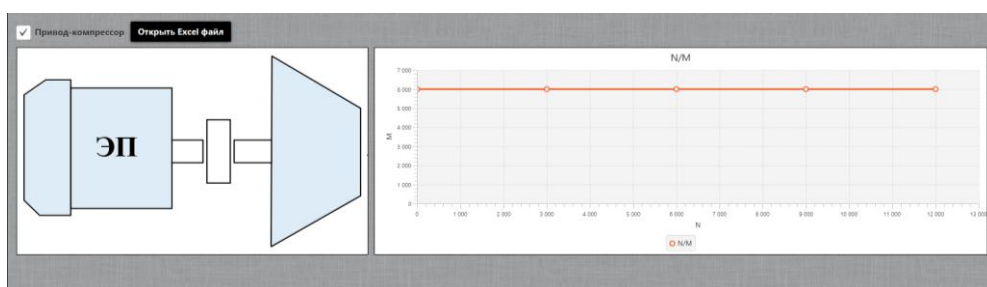 Привод-компрессор Открыть Excel файл
ЭП
N/M
7 000
6 000
5 000
4 000
3 000
2 000
1 000
0
M
0 1 000 2 000 3 000 4 000 5 000 6 000 7 000 8 000 9 000 10 000 11 000 12 000 13 000
N
N/M